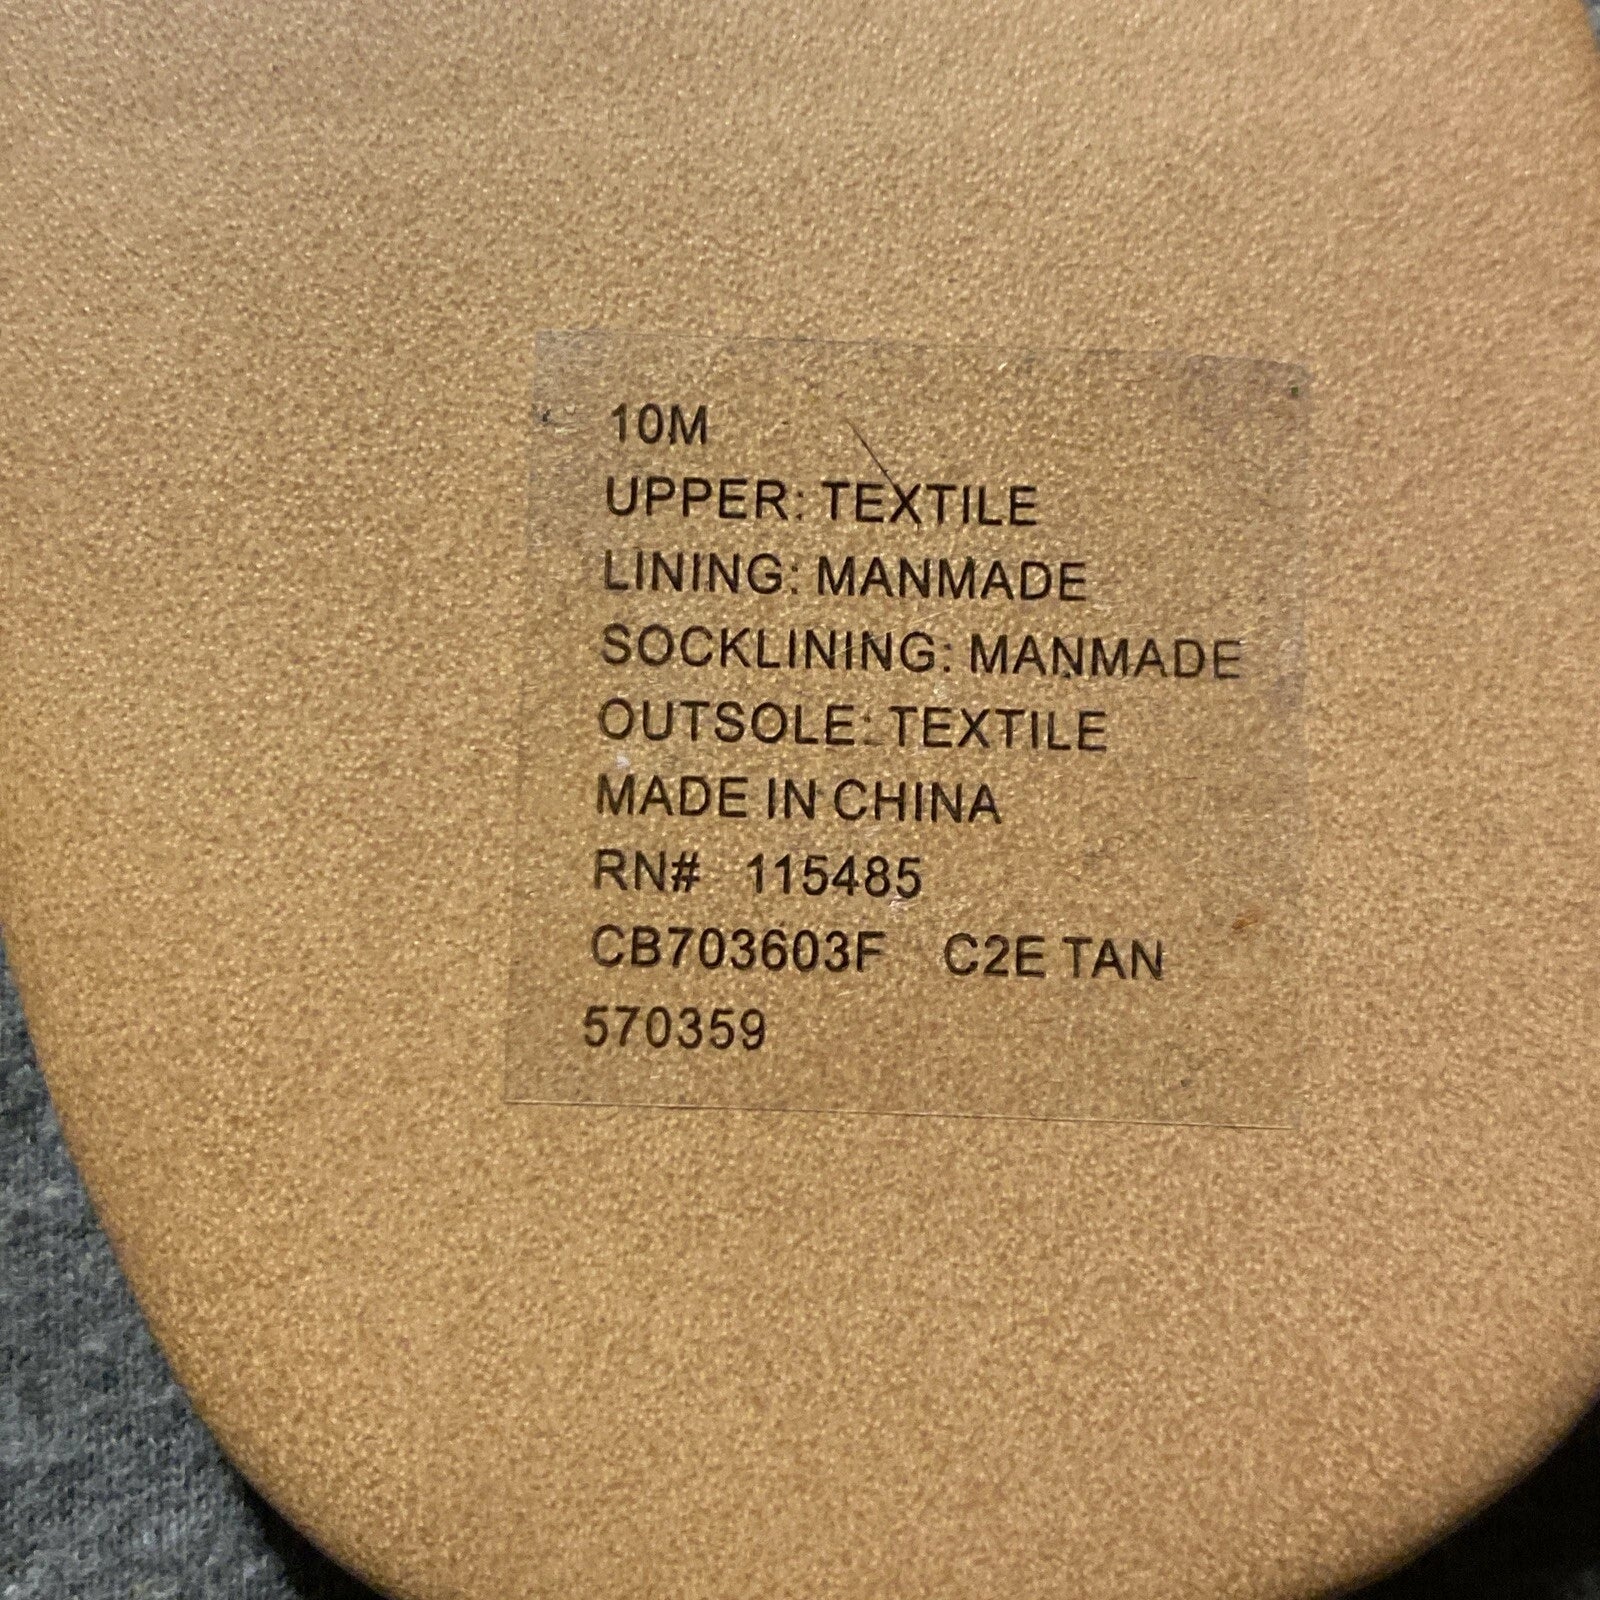 10M
UPPER: TEXTILE
LINING: MANMADE
SOCKLINING: MANMADE
OUTSOLE: TEXTILE
MADE IN CHINA
RN# 115485
CB703603F C2E TAN
570359